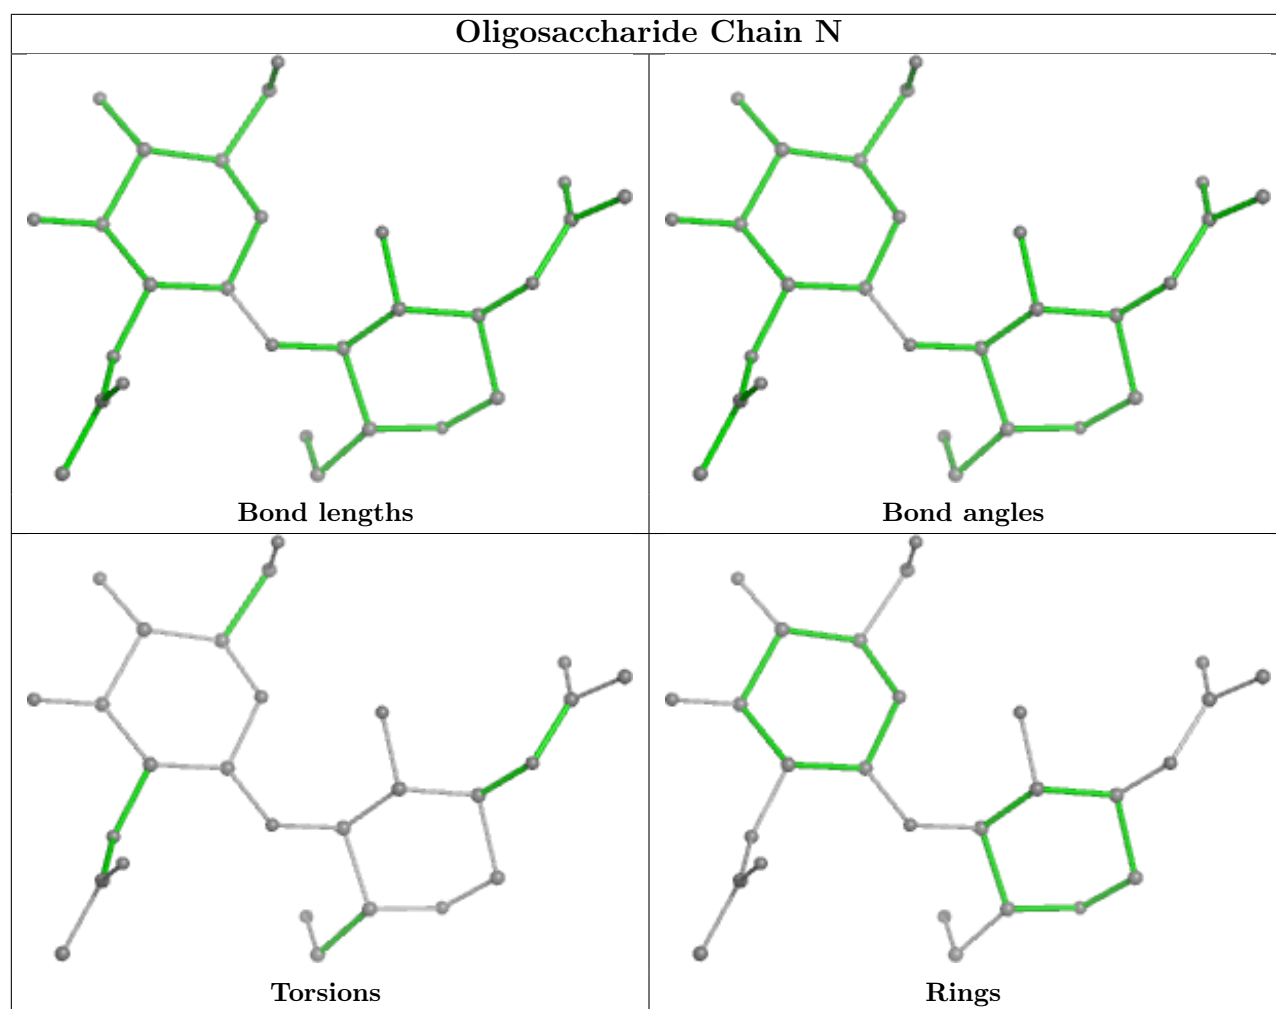 Oligosaccharide Chain N
Bond lengths
Bond angles
Torsions
Rings